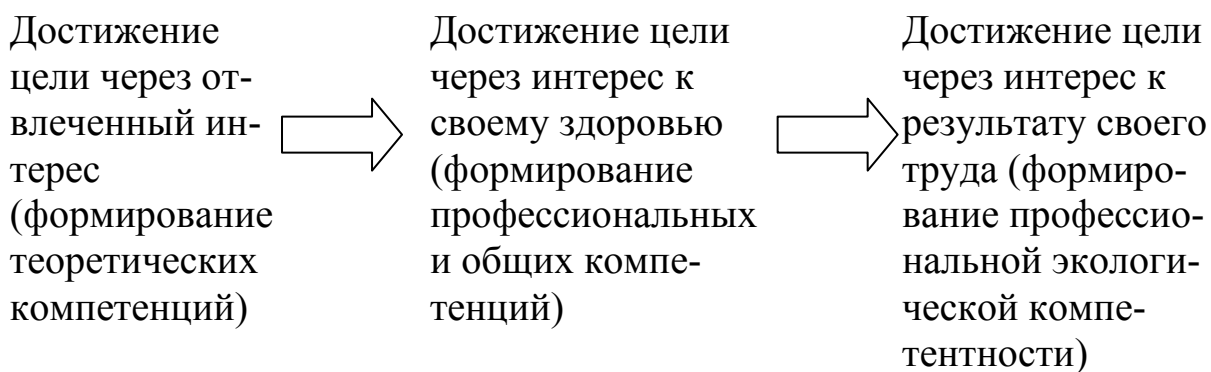 Достижение
цели через от-
влеченный ин-
терес
(формирование
теоретических
компетенций)
Достижение цели
через интерес к
своему здоровью
(формирование
профессиональных
и общих компе-
тенций)
Достижение цели
через интерес к
результату своего
труда (формиро-
вание профессио-
нальной экологи-
ческой компе-
тентности)